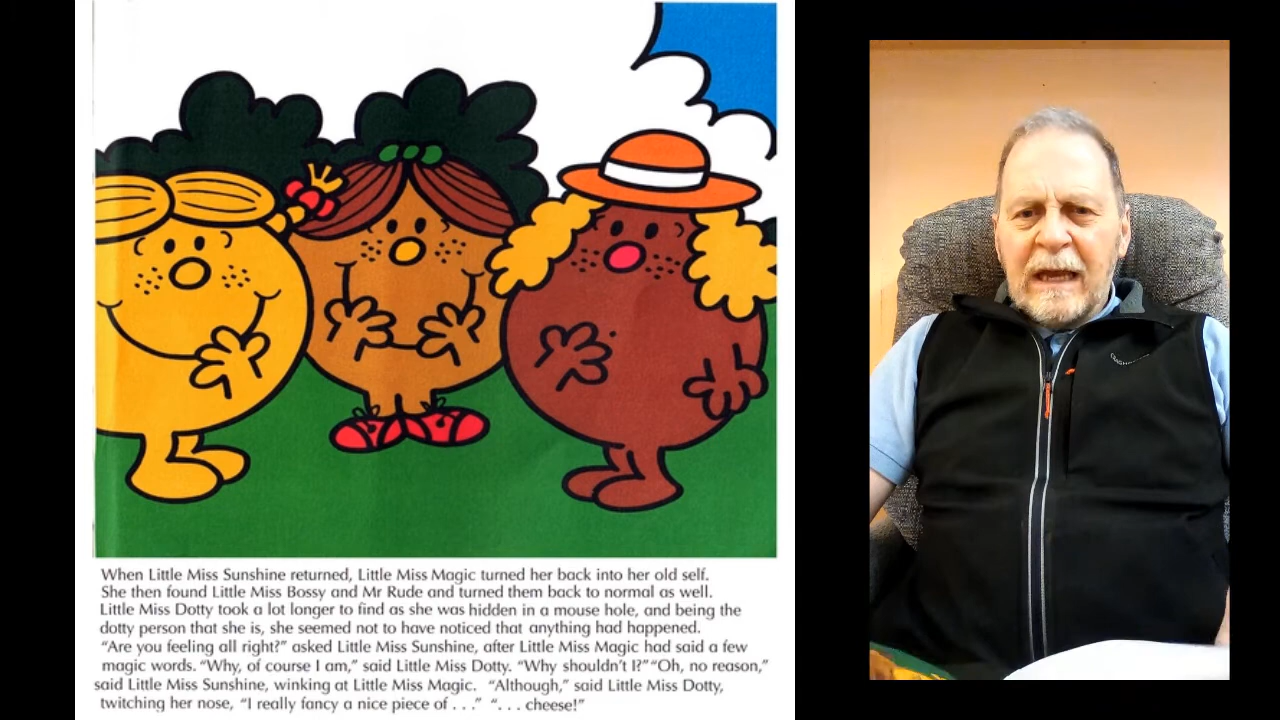 When Little Miss Sunshine returned, Little Miss Magic turned her back into her old self.
She then found Little Miss Bossy and Mr Rude and turned them back to normal as well.
Little Miss Dotty took a lot longer to find as she was hidden in a mouse hole, and being the
dotty person that she is, she seemed not to have noticed that anything had happened.
“Are you feeling all right?” asked Little Miss Sunshine, after Little Miss Magic had said a few
magic words. “Why, of course I am,” said Little Miss Dotty. “Why shouldn’t I?” “Oh, no reason,”
said Little Miss Sunshine, winking at Little Miss Magic. “Although,” said Little Miss Dotty,
twitching her nose, “I really fancy a nice piece of . . .” “. . . cheese!”